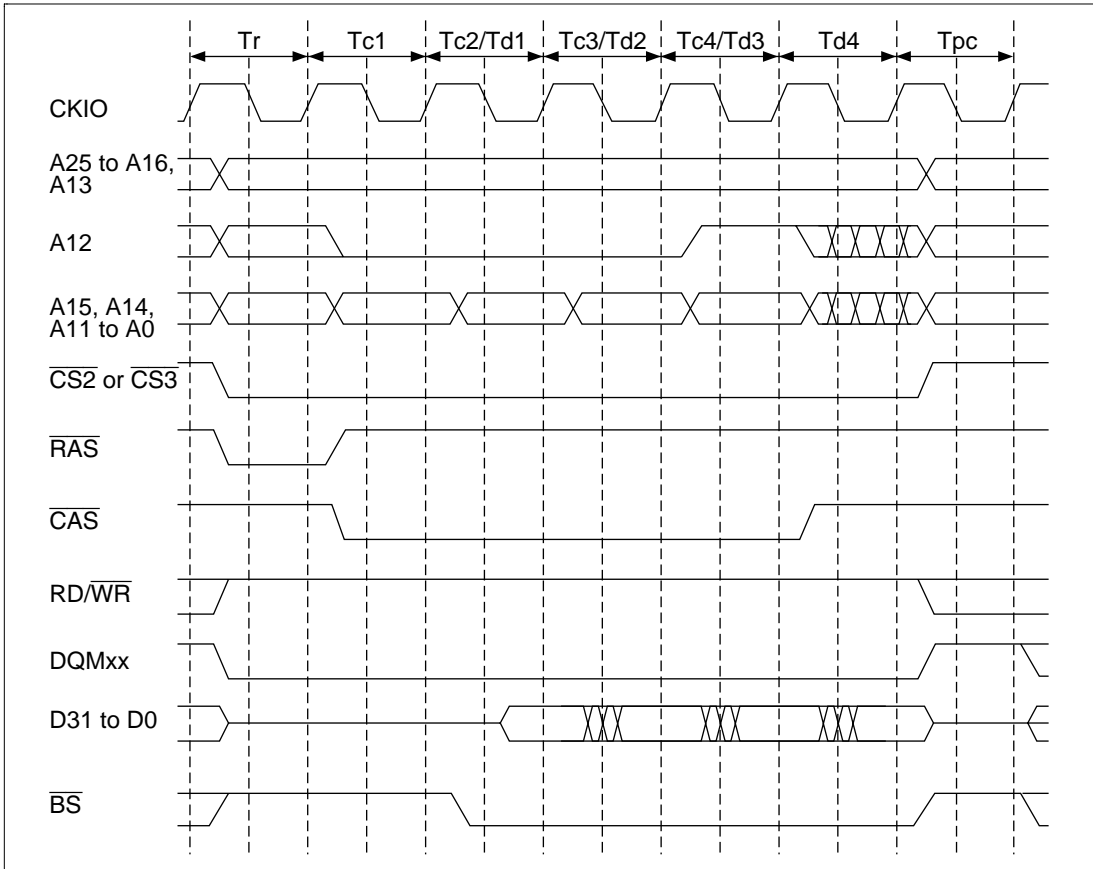 Tr Tc1 Tc2/Td1 Tc3/Td2 Tc4/Td3 Td4 Tpc
CKIO
A25 to A16,
A13
A12
A15, A14,
A11 to A0
CS2 or CS3
RAS
CAS
RD/WR
DQMxx
D31 to D0
BS